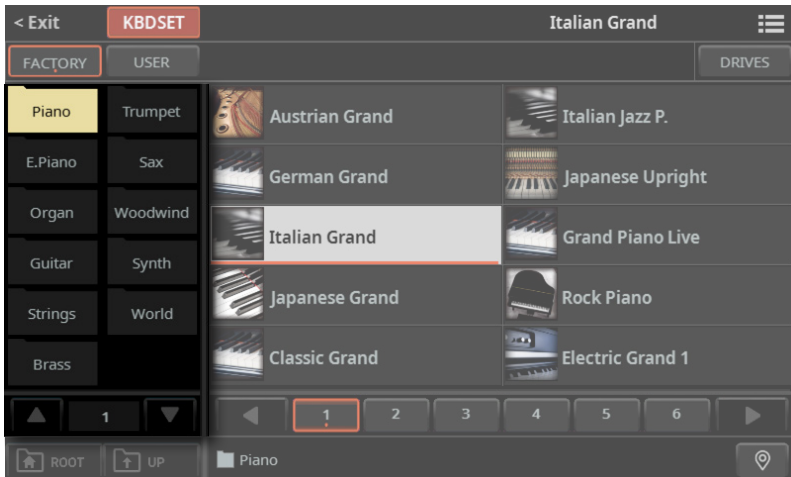 < Exit KBDSET Italian Grand
FACTORY USER DRIVES
Piano Trumpet
E.Piano Sax
Organ Woodwind
Guitar Synth
Strings World
Brass
1
Austrian Grand Italian Jazz P.
German Grand Japanese Upright
Italian Grand Grand Piano Live
Japanese Grand Rock Piano
Classic Grand Electric Grand 1
1 2 3 4 5 6
ROOT UP Piano